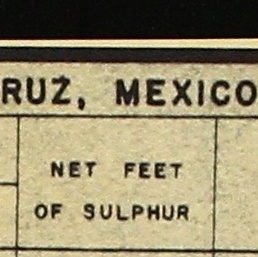 RUZ, MEXICO
NET FEET
OF SULPHUR